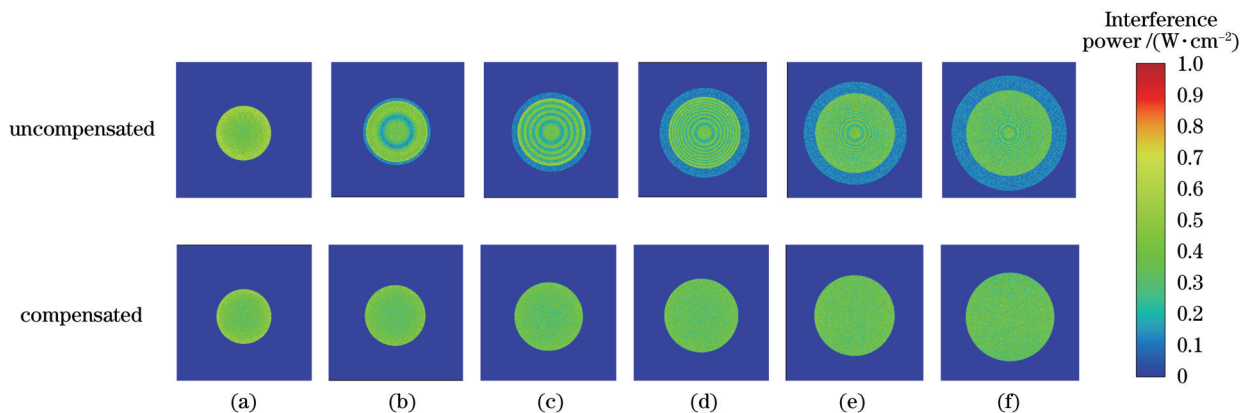 Interference
power /(W·cm⁻²)
uncompensated
compensated
1.0
0.9
0.8
0.7
0.6
0.5
0.4
0.3
0.2
0.1
0
(a)
(b)
(c)
(d)
(e)
(f)